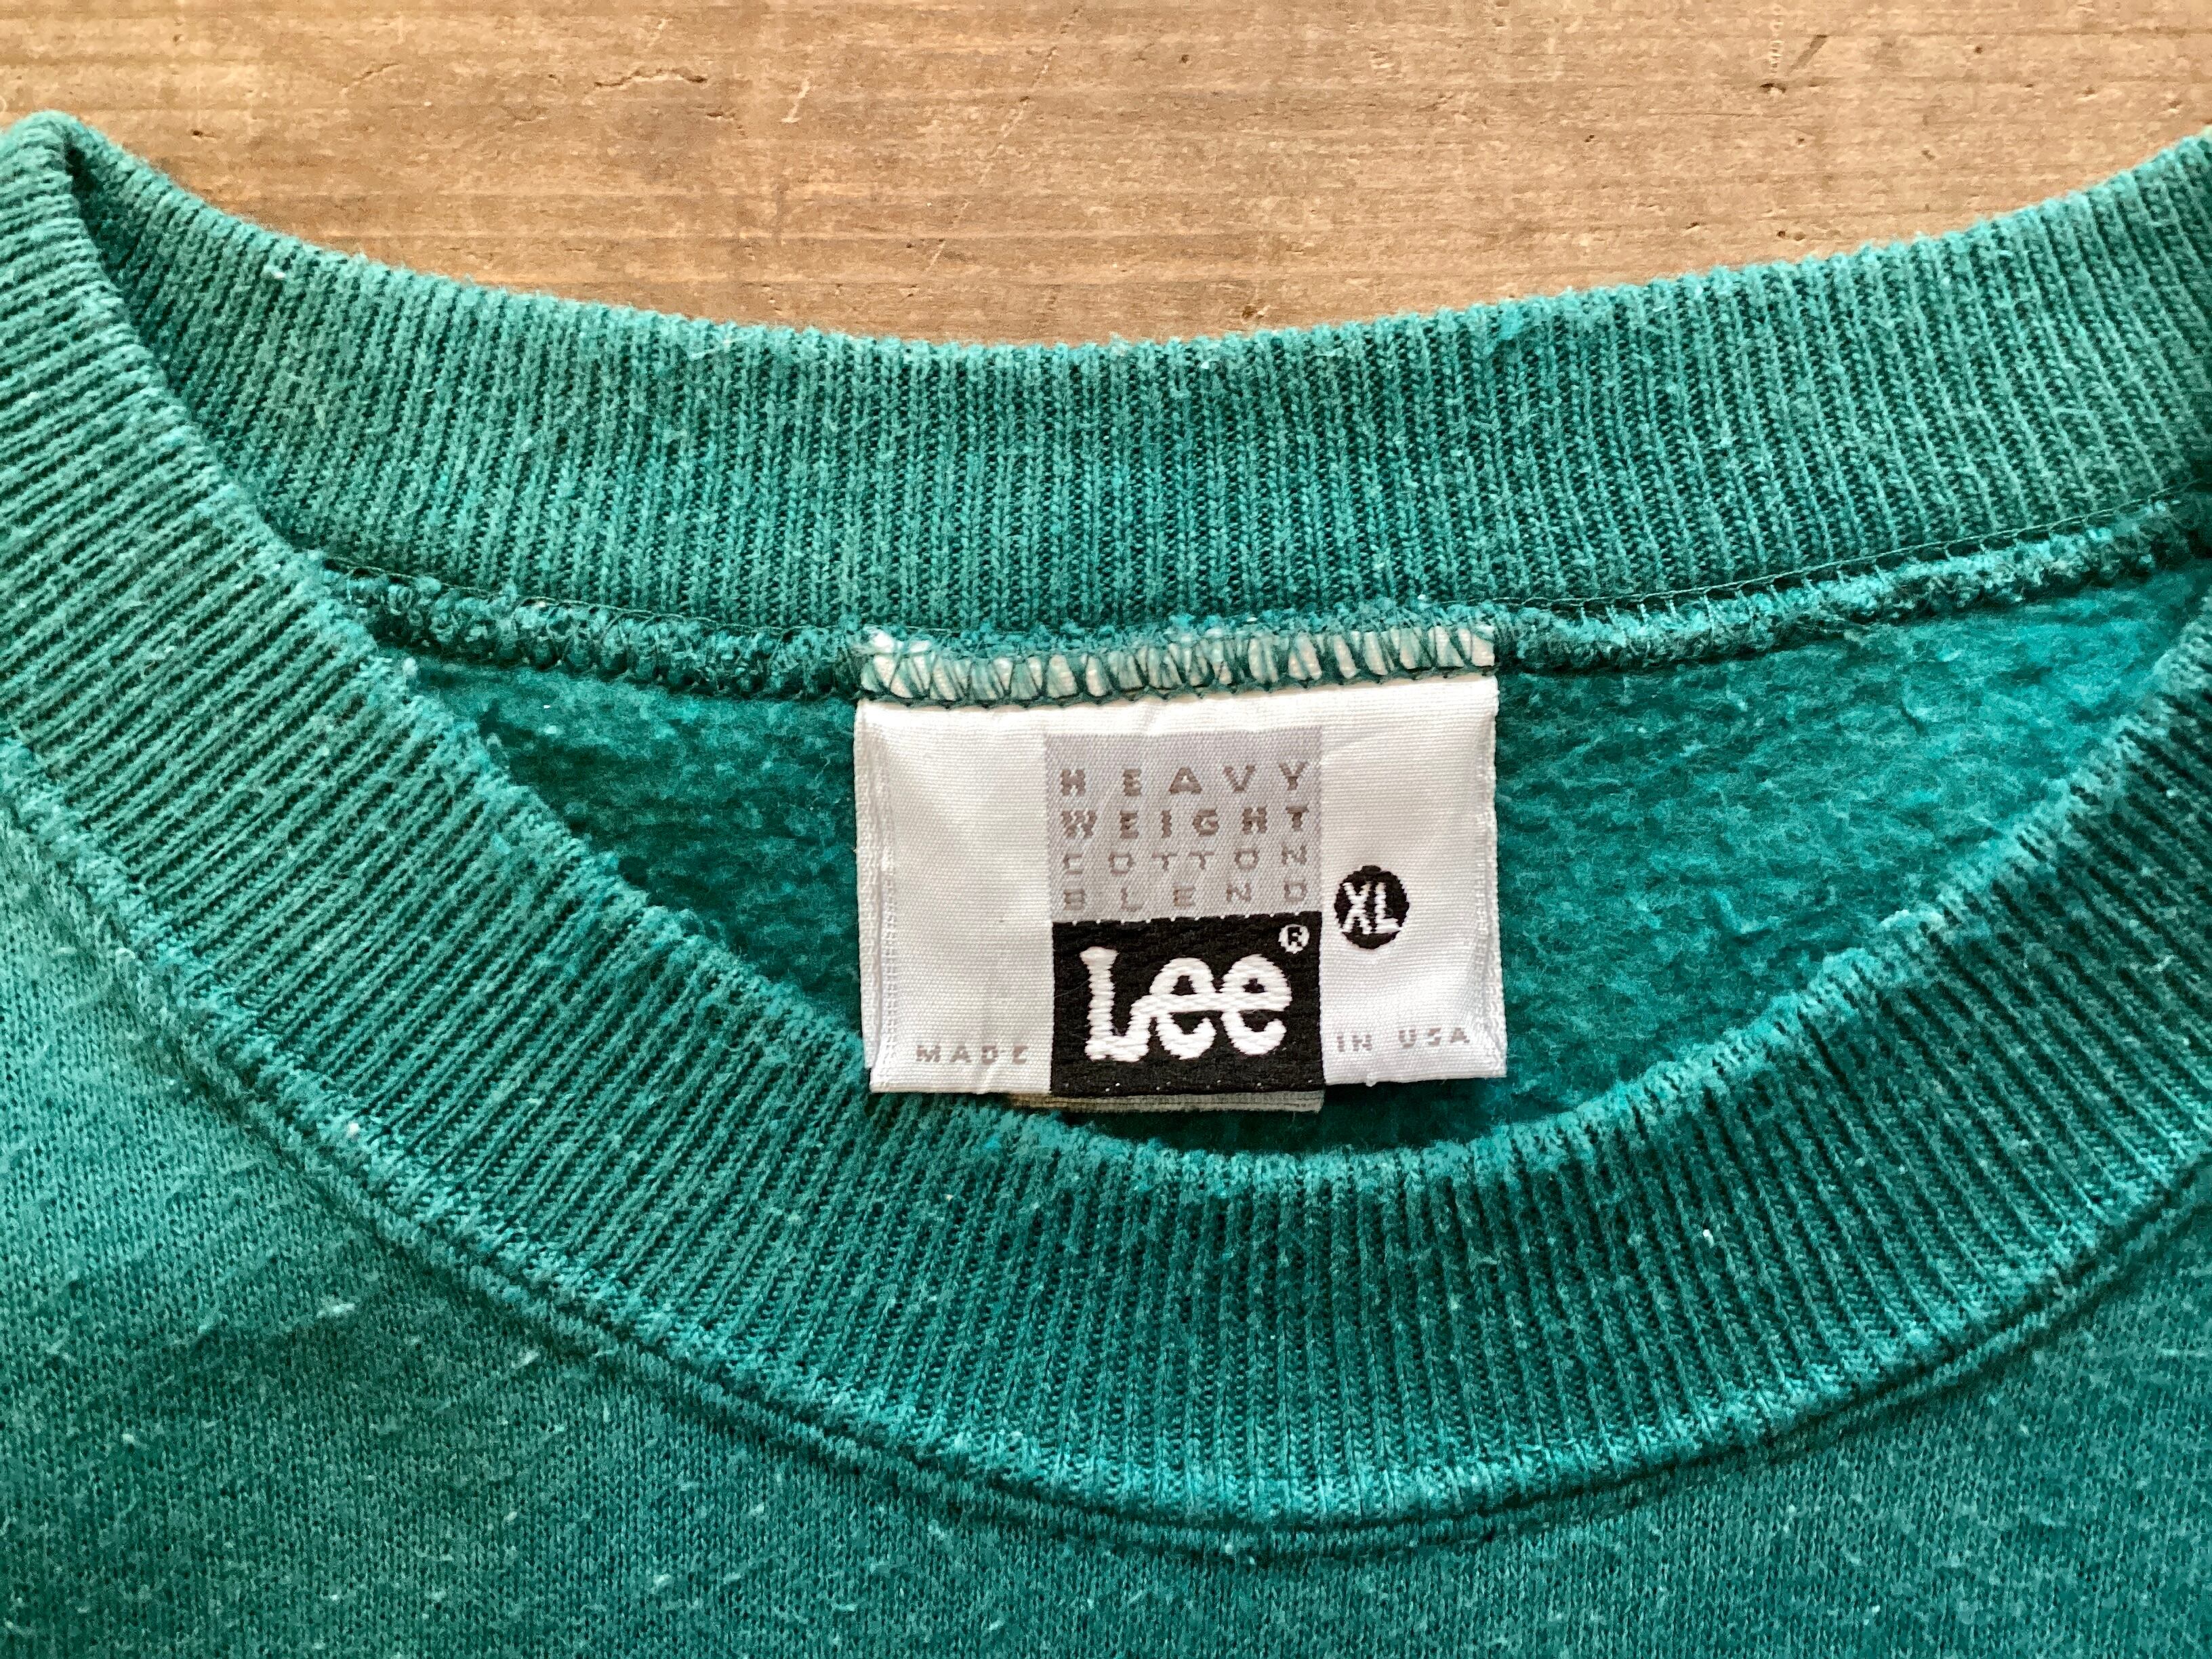 HEAVY
WEIGHT
COTTON
BLEND
XL
Lee®
MADE IN USA